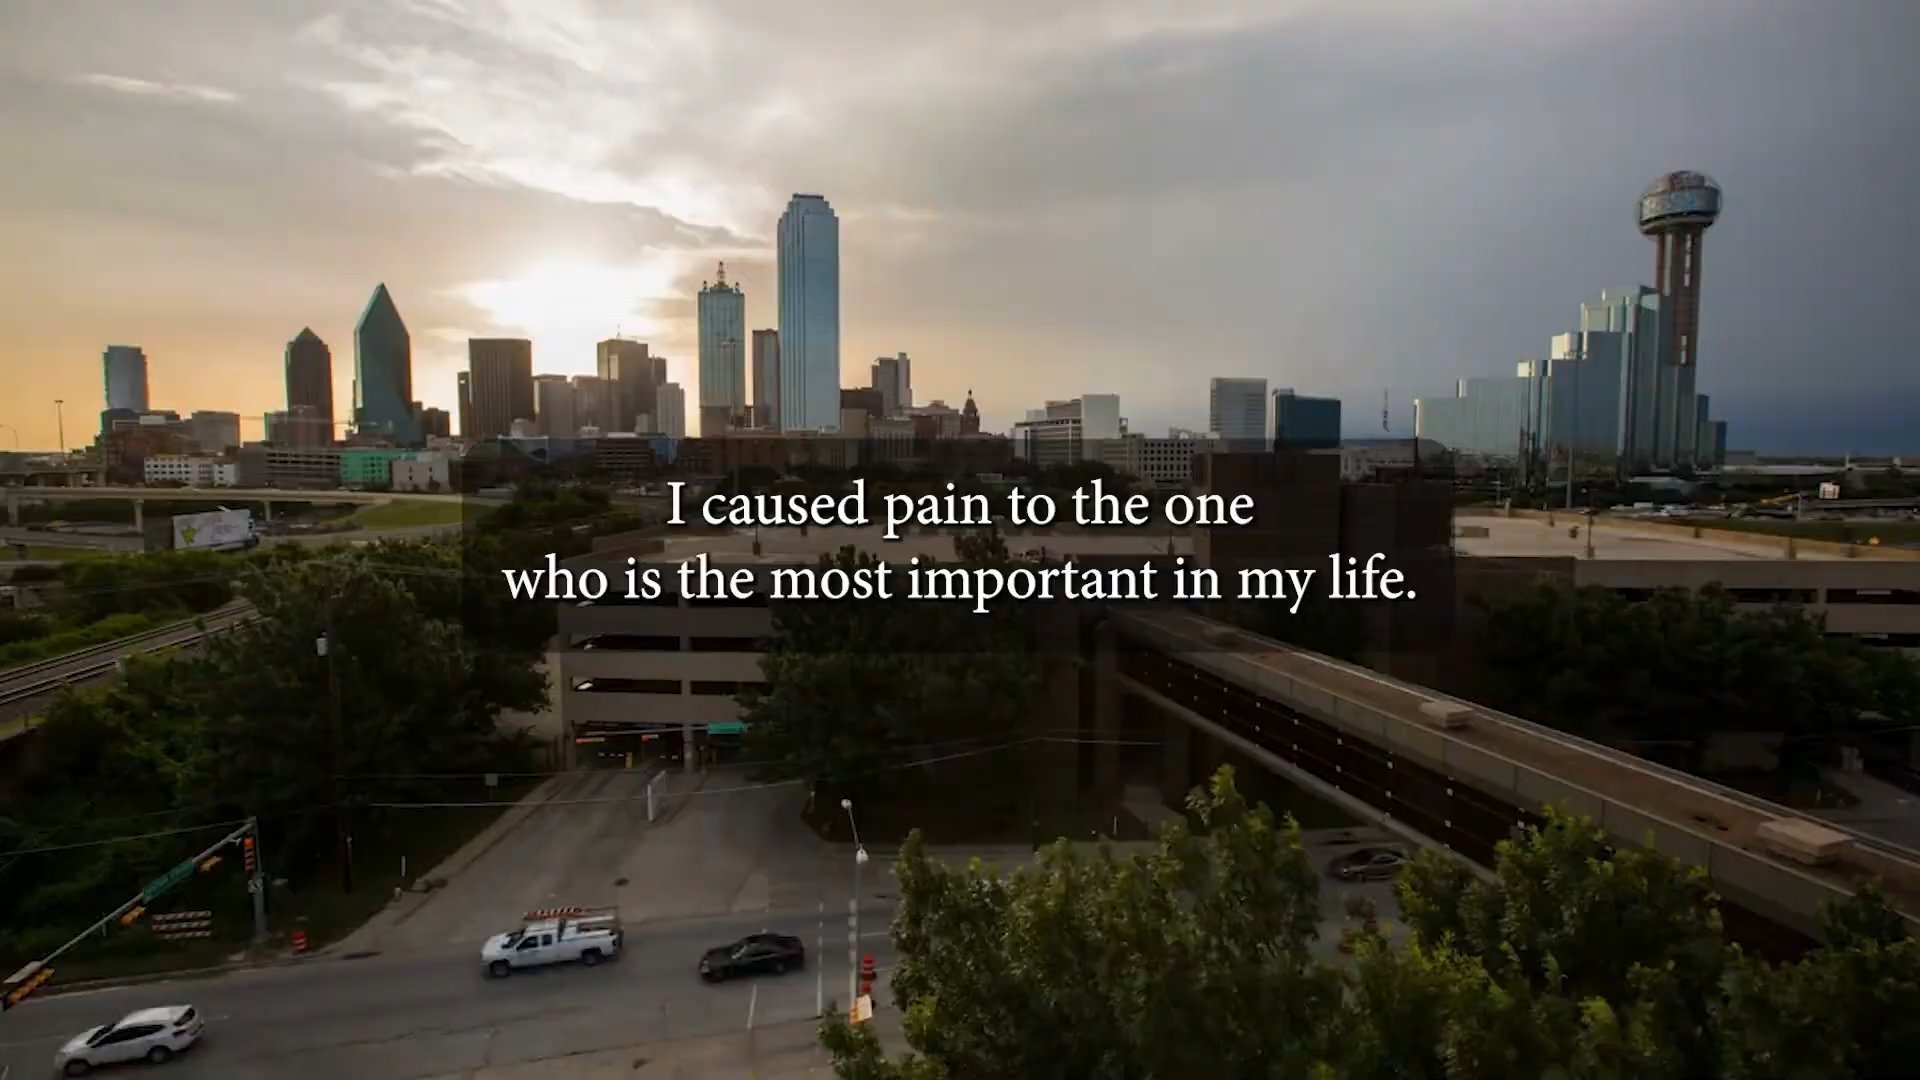 I caused pain to the one
who is the most important in my life.